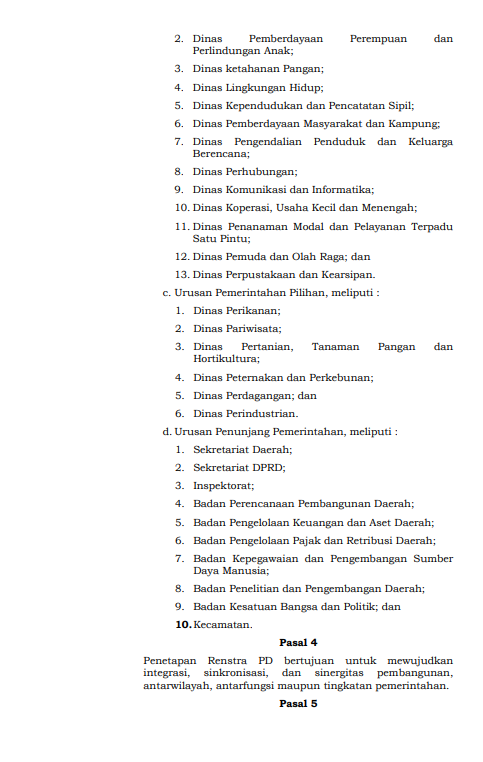 2. Dinas Pemberdayaan Perempuan dan
Perlindungan Anak;
3. Dinas ketahanan Pangan;
4. Dinas Lingkungan Hidup;
5. Dinas Kependudukan dan Pencatatan Sipil;
6. Dinas Pemberdayaan Masyarakat dan Kampung;
7. Dinas Pengendalian Penduduk dan Keluarga
Berencana;
8. Dinas Perhubungan;
9. Dinas Komunikasi dan Informatika;
10. Dinas Koperasi, Usaha Kecil dan Menengah;
11. Dinas Penanaman Modal dan Pelayanan Terpadu
Satu Pintu;
12. Dinas Pemuda dan Olah Raga; dan
13. Dinas Perpustakaan dan Kearsipan.
c. Urusan Pemerintahan Pilihan, meliputi :
1. Dinas Perikanan;
2. Dinas Pariwisata;
3. Dinas Pertanian, Tanaman Pangan dan
Hortikultura;
4. Dinas Peternakan dan Perkebunan;
5. Dinas Perdagangan; dan
6. Dinas Perindustrian.
d. Urusan Penunjang Pemerintahan, meliputi :
1. Sekretariat Daerah;
2. Sekretariat DPRD;
3. Inspektorat;
4. Badan Perencanaan Pembangunan Daerah;
5. Badan Pengelolaan Keuangan dan Aset Daerah;
6. Badan Pengelolaan Pajak dan Retribusi Daerah;
7. Badan Kepegawaian dan Pengembangan Sumber
Daya Manusia;
8. Badan Penelitian dan Pengembangan Daerah;
9. Badan Kesatuan Bangsa dan Politik; dan
10. Kecamatan.
Pasal 4
Penetapan Renstra PD bertujuan untuk mewujudkan
integrasi, sinkronisasi, dan sinergitas pembangunan,
antarwilayah, antarfungsi maupun tingkatan pemerintahan.
Pasal 5